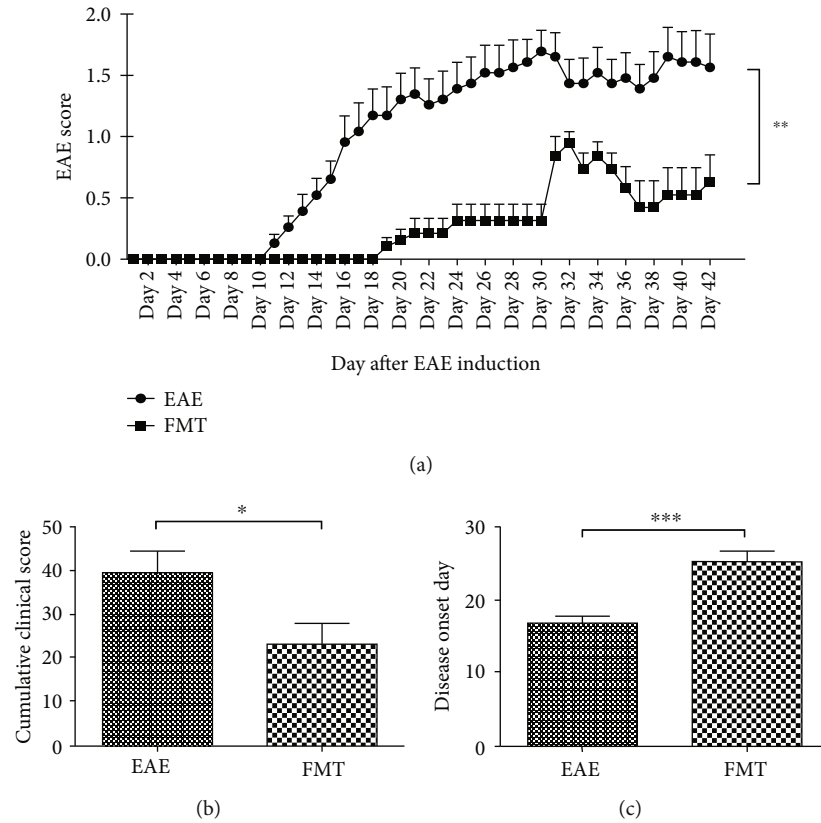 2.0
1.5
1.0
0.5
0.0
EAE score
**
Day 2
Day 4
Day 6
Day 8
Day 10
Day 12
Day 14
Day 16
Day 18
Day 20
Day 22
Day 24
Day 26
Day 28
Day 30
Day 32
Day 34
Day 36
Day 38
Day 40
Day 42
Day after EAE induction
EAE
FMT
(a)
Cumulative clinical score
50
40
30
20
10
0
*
EAE
FMT
(b)
Disease onset day
30
20
10
0
***
EAE
FMT
(c)